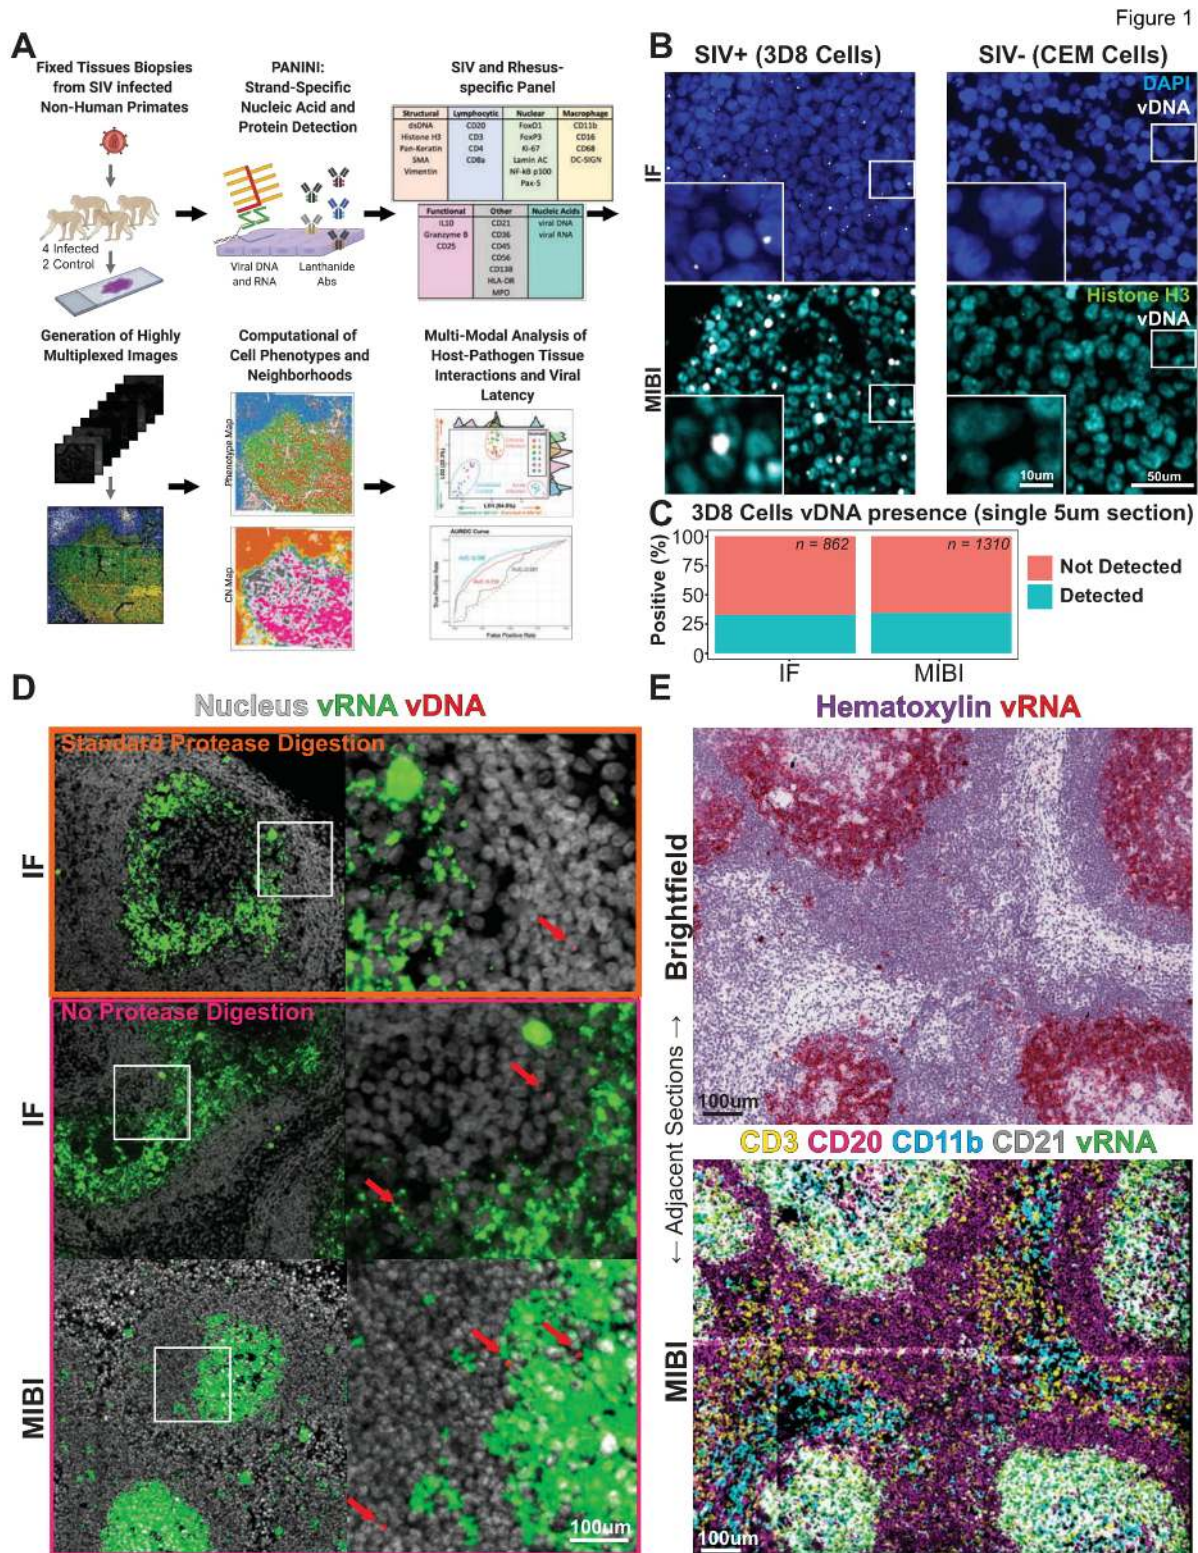 Figure 1
A
Fixed Tissues Biopsies
from SIV infected
Non-Human Primates
4 Infected
2 Control
PANINI:
Strand-Specific
Nucleic Acid and
Protein Detection
Viral DNA
and RNA
Lanthanide
Abs
SIV and Rhesus-
specific Panel
Structural
dsDNA
Histone H3
Pan-Keratin
SMA
Vimentin
Lymphocytic
CD20
CD3
CD4
CD8a
Nuclear
FoxO1
FoxP3
Ki-67
Lamin AC
NF-kB p100
Pax-5
Macrophage
CD11b
CD16
CD68
DC-SIGN
Functional
IL10
Granzyme B
CD25
Other
CD21
CD36
CD45
CD56
CD138
HLA-DR
MPO
Nucleic Acids
viral DNA
viral RNA
Generation of Highly
Multiplexed Images
Computational of
Cell Phenotypes and
Neighborhoods
Phenotype Map
CN Map
Multi-Modal Analysis of
Host-Pathogen Tissue
Interactions and Viral
Latency
AUROC Curve
True Positive Rate
False Positive Rate
B
SIV+ (3D8 Cells)
SIV- (CEM Cells)
IF
DAPI
vDNA
MIBI
Histone H3
vDNA
10um
50um
C
3D8 Cells vDNA presence (single 5um section)
Positive (%)
100
75
50
25
0
n = 862
n = 1310
IF
MIBI
Not Detected
Detected
D
Nucleus vRNA vDNA
Standard Protease Digestion
IF
No Protease Digestion
IF
MIBI
100um
E
Hematoxylin vRNA
Brightfield
100um
← Adjacent Sections →
CD3 CD20 CD11b CD21 vRNA
MIBI
100um